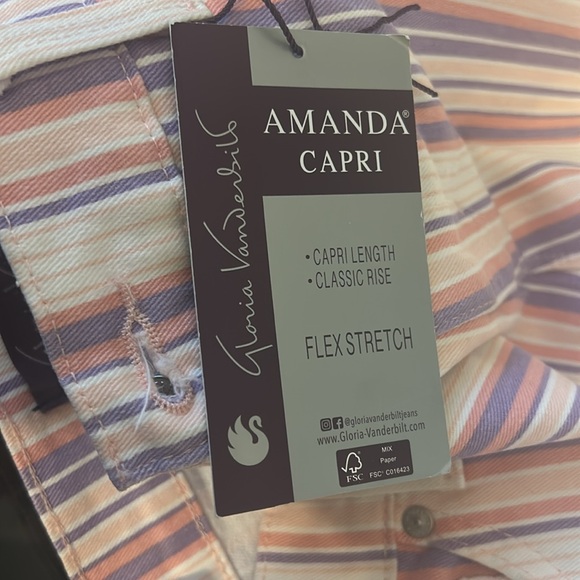 Gloria Vanderbilt
AMANDA®
CAPRI
• CAPRI LENGTH
• CLASSIC RISE
FLEX STRETCH
@gloriavanderbiltjeans
www.Gloria-Vanderbilt.com
FSC
MIX
Paper
FSC® C016423